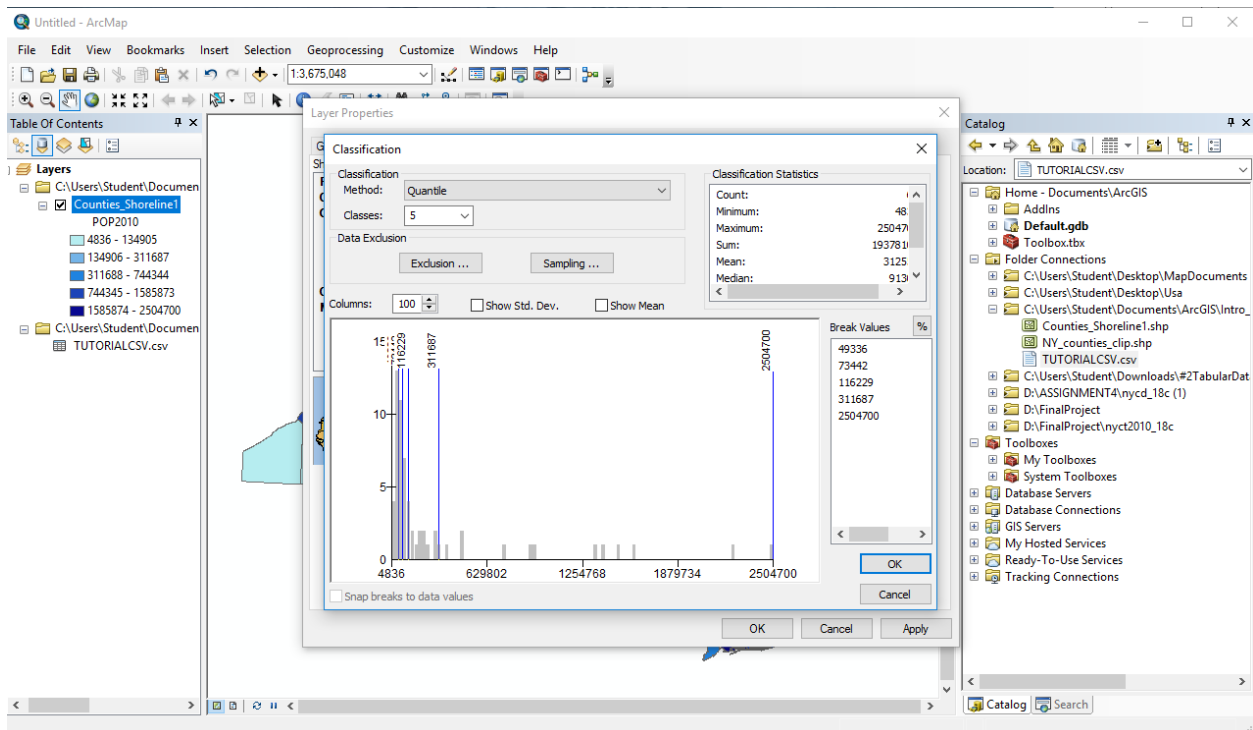 Untitled - ArcMap
File Edit View Bookmarks Insert Selection Geoprocessing Customize Windows Help
1:3,675,048
Table Of Contents
Layers
C:\Users\Student\Documen
Counties_Shoreline1
POP2010
4836 - 134905
134906 - 311687
311688 - 744344
744345 - 1585873
1585874 - 2504700
C:\Users\Student\Documen
TUTORIALCSV.csv
Layer Properties
G
Sh
Classification
Classification
Method: Quantile
Classes: 5
Data Exclusion
Exclusion ...
Sampling ...
Classification Statistics
Count:
Minimum: 48
Maximum: 25047
Sum: 193781
Mean: 3125
Median: 913
Columns: 100
Show Std. Dev.
Show Mean
Break Values
%
49336
73442
116229
311687
2504700
15
10
5
0
116229
311687
2504700
4836
629802
1254768
1879734
2504700
Snap breaks to data values
OK
Cancel
OK
Cancel
Apply
Catalog
Location: TUTORIALCSV.csv
Home - Documents\ArcGIS
AddIns
Default.gdb
Toolbox.tbx
Folder Connections
C:\Users\Student\Desktop\MapDocuments
C:\Users\Student\Desktop\Usa
C:\Users\Student\Documents\ArcGIS\Intro_
Counties_Shoreline1.shp
NY_counties_clip.shp
TUTORIALCSV.csv
C:\Users\Student\Downloads\#2TabularDat
D:\ASSIGNMENT4\nycd_18c (1)
D:\FinalProject
D:\FinalProject\nyct2010_18c
Toolboxes
My Toolboxes
System Toolboxes
Database Servers
Database Connections
GIS Servers
My Hosted Services
Ready-To-Use Services
Tracking Connections
Catalog
Search